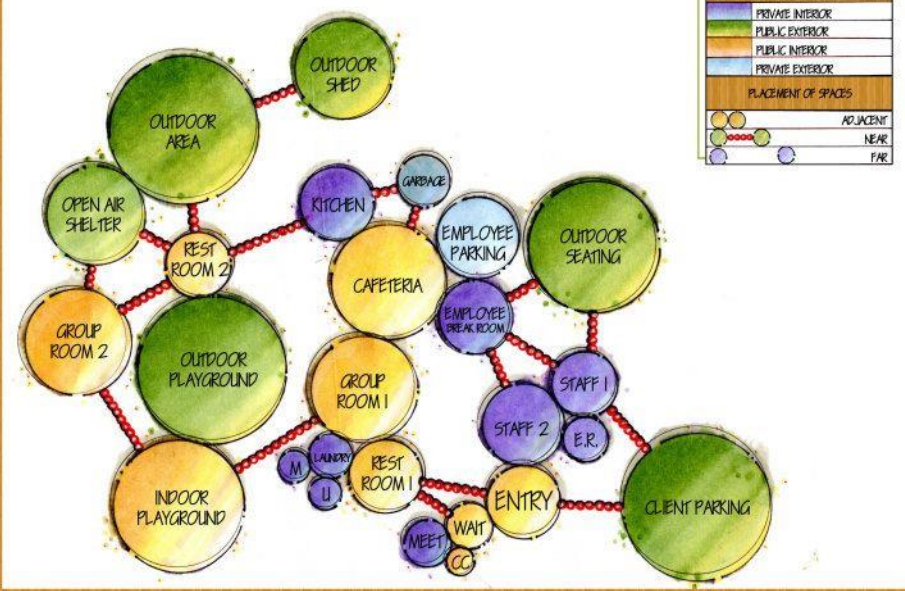 PRIVATE INTERIOR
PUBLIC EXTERIOR
PUBLIC INTERIOR
PRIVATE EXTERIOR
PLACEMENT OF SPACES
ADJACENT
NEAR
FAR
OUTDOOR
SHED
OUTDOOR
AREA
OPEN AIR
SHELTER
KITCHEN
GARBAGE
REST
ROOM 2
EMPLOYEE
PARKING
OUTDOOR
SEATING
CAFETERIA
EMPLOYEE
BREAK ROOM
GROUP
ROOM 2
OUTDOOR
PLAYGROUND
GROUP
ROOM 1
STAFF 1
STAFF 2
E.R.
LAUNDRY
M
U
REST
ROOM 1
INDOOR
PLAYGROUND
ENTRY
CLIENT PARKING
WAIT
MEET
CC